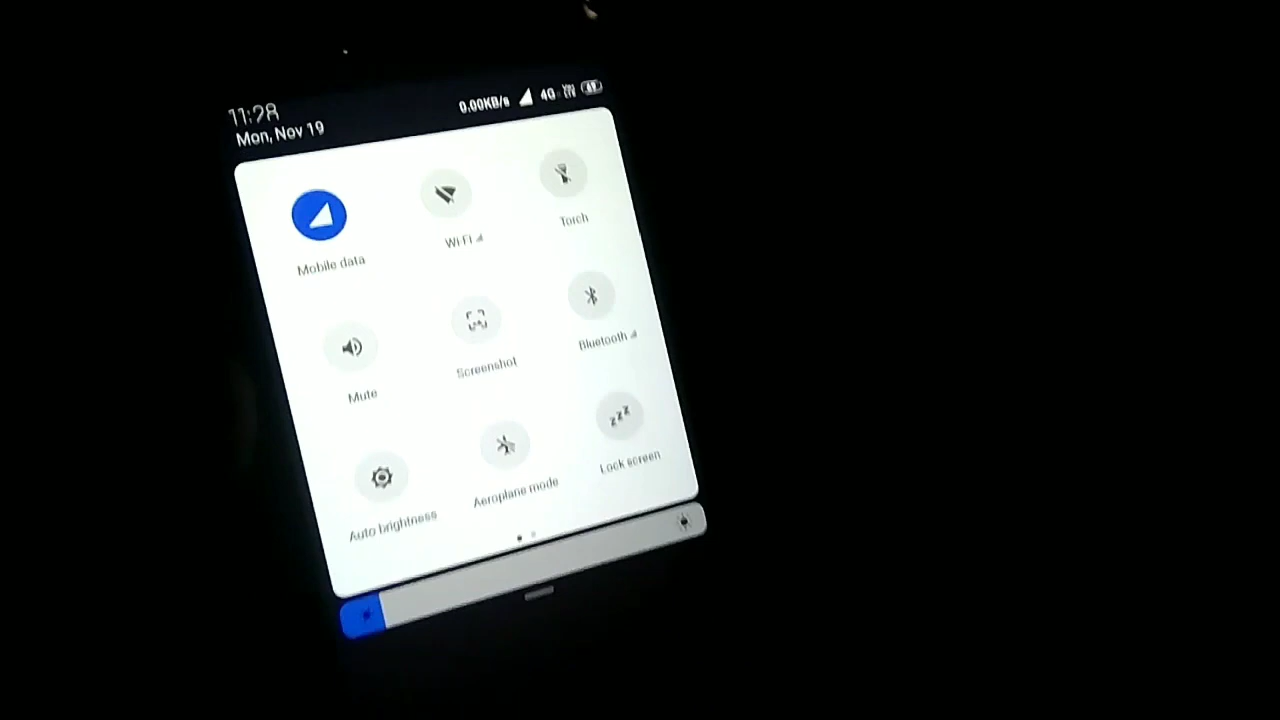 11:28
Mon, Nov 19
0.00KB/s 4G
Mobile data
Wi-Fi
Torch
Mute
Screenshot
Bluetooth
Auto brightness
Aeroplane mode
Lock screen